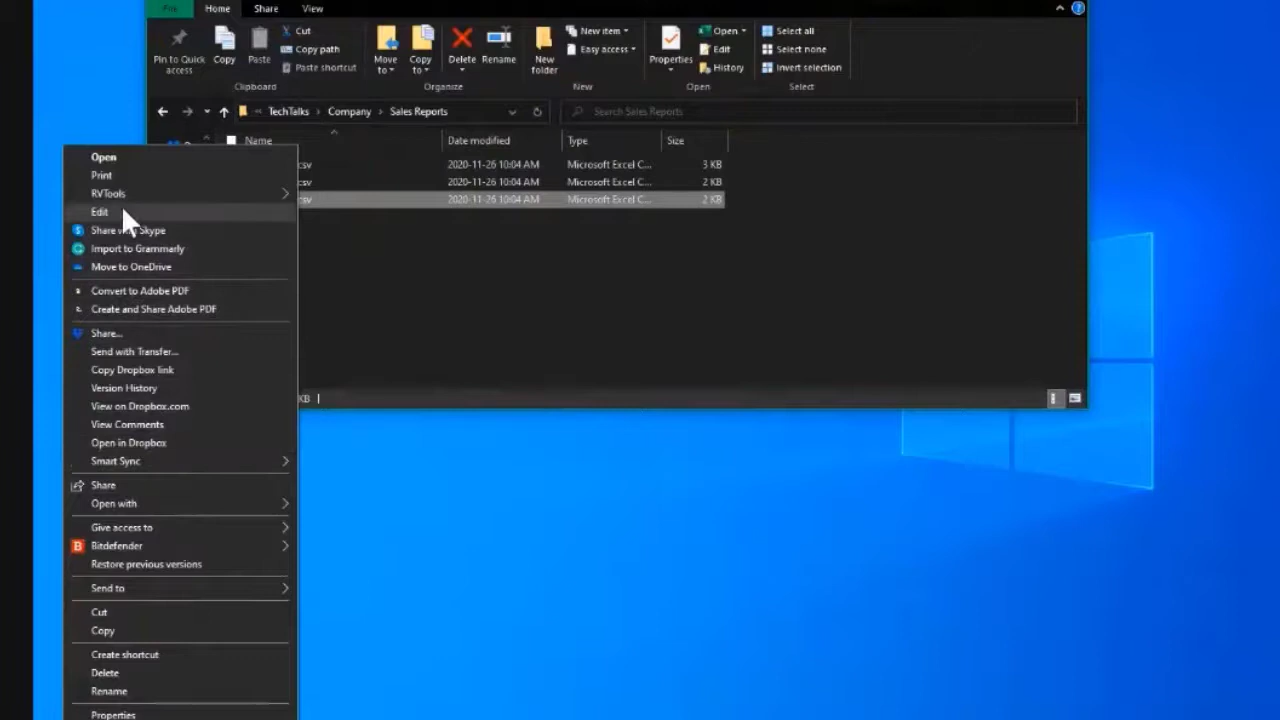 File Home Share View
Cut
Copy path
Paste shortcut
Pin to Quick access
Copy
Paste
Clipboard
Move to
Copy to
Delete
Rename
Organize
New folder
New item
Easy access
New
Properties
Open
Edit
History
Open
Select all
Select none
Invert selection
Select
TechTalks Company Sales Reports
Search Sales Reports
Name Date modified Type Size
csv 2020-11-26 10:04 AM Microsoft Excel C... 3 KB
csv 2020-11-26 10:04 AM Microsoft Excel C... 2 KB
csv 2020-11-26 10:04 AM Microsoft Excel C... 2 KB
KB
Open
Print
RVTools
Edit
Share Skype
Import to Grammarly
Move to OneDrive
Convert to Adobe PDF
Create and Share Adobe PDF
Share...
Send with Transfer...
Copy Dropbox link
Version History
View on Dropbox.com
View Comments
Open in Dropbox
Smart Sync
Share
Open with
Give access to
B Bitdefender
Restore previous versions
Send to
Cut
Copy
Create shortcut
Delete
Rename
Properties